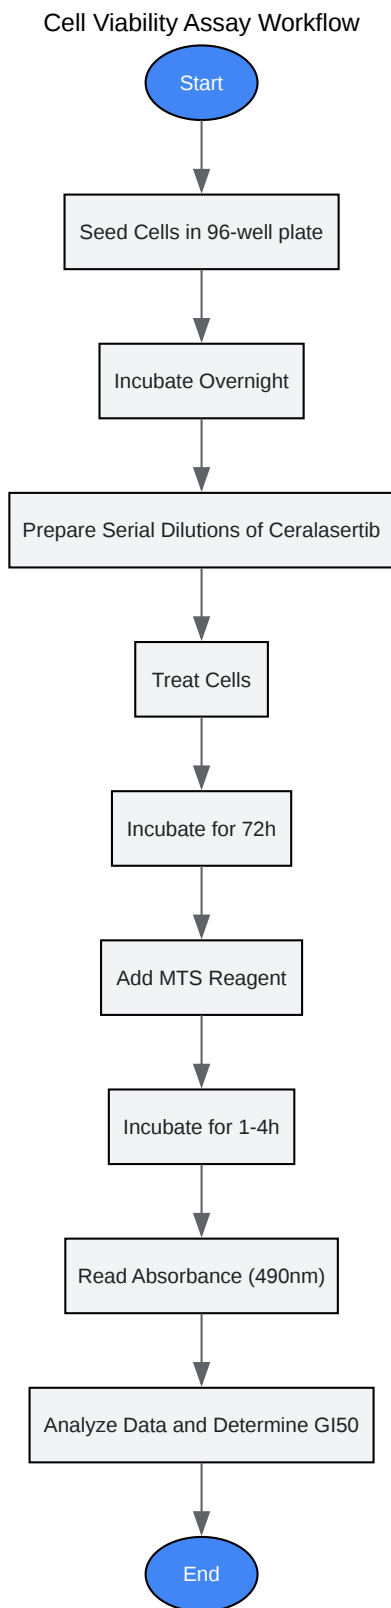 Cell Viability Assay Workflow
Start
Seed Cells in 96-well plate
Incubate Overnight
Prepare Serial Dilutions of Ceralasertib
Treat Cells
Incubate for 72h
Add MTS Reagent
Incubate for 1-4h
Read Absorbance (490nm)
Analyze Data and Determine GI50
End